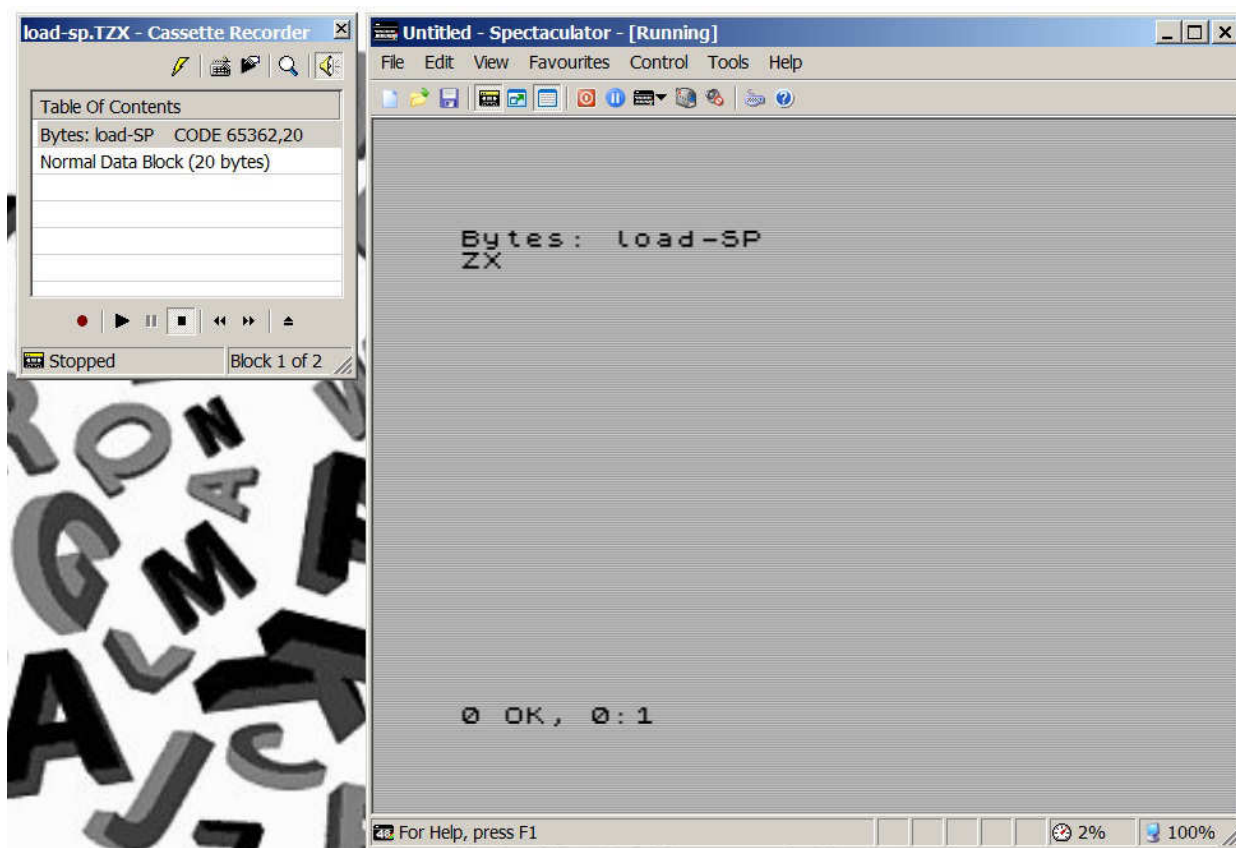 load-sp.TZX - Cassette Recorder
Table Of Contents
Bytes: load-SP CODE 65362,20
Normal Data Block (20 bytes)
Stopped
Block 1 of 2
Untitled - Spectaculator - [Running]
File Edit View Favourites Control Tools Help
Bytes: load-SP
ZX
0 OK, 0:1
48 For Help, press F1
2%
100%
R
O
N
V
G
A
M
A
L
A
K
J
C